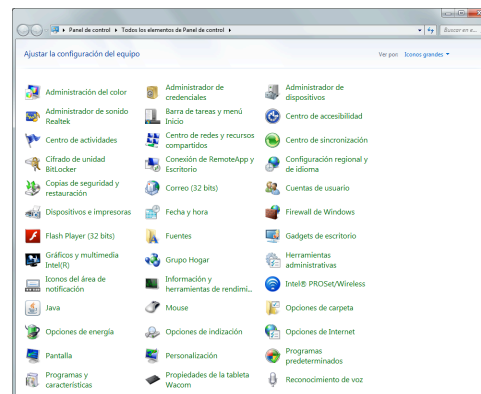 Panel de control ▸ Todos los elementos de Panel de control ▸
Buscar en e...
Ajustar la configuración del equipo
Ver por: Iconos grandes
Administración del color
Administrador de
credenciales
Administrador de
dispositivos
Administrador de sonido
Realtek
Barra de tareas y menú
Inicio
Centro de accesibilidad
Centro de actividades
Centro de redes y recursos
compartidos
Centro de sincronización
Cifrado de unidad
BitLocker
Conexión de RemoteApp y
Escritorio
Configuración regional y
de idioma
Copias de seguridad y
restauración
Correo (32 bits)
Cuentas de usuario
Dispositivos e impresoras
Fecha y hora
Firewall de Windows
Flash Player (32 bits)
Fuentes
Gadgets de escritorio
Gráficos y multimedia
Intel(R)
Grupo Hogar
Herramientas
administrativas
Iconos del área de
notificación
Información y
herramientas de rendimi...
Intel® PROSet/Wireless
Java
Mouse
Opciones de carpeta
Opciones de energía
Opciones de indización
Opciones de Internet
Pantalla
Personalización
Programas
predeterminados
Programas y
características
Propiedades de la tableta
Wacom
Reconocimiento de voz